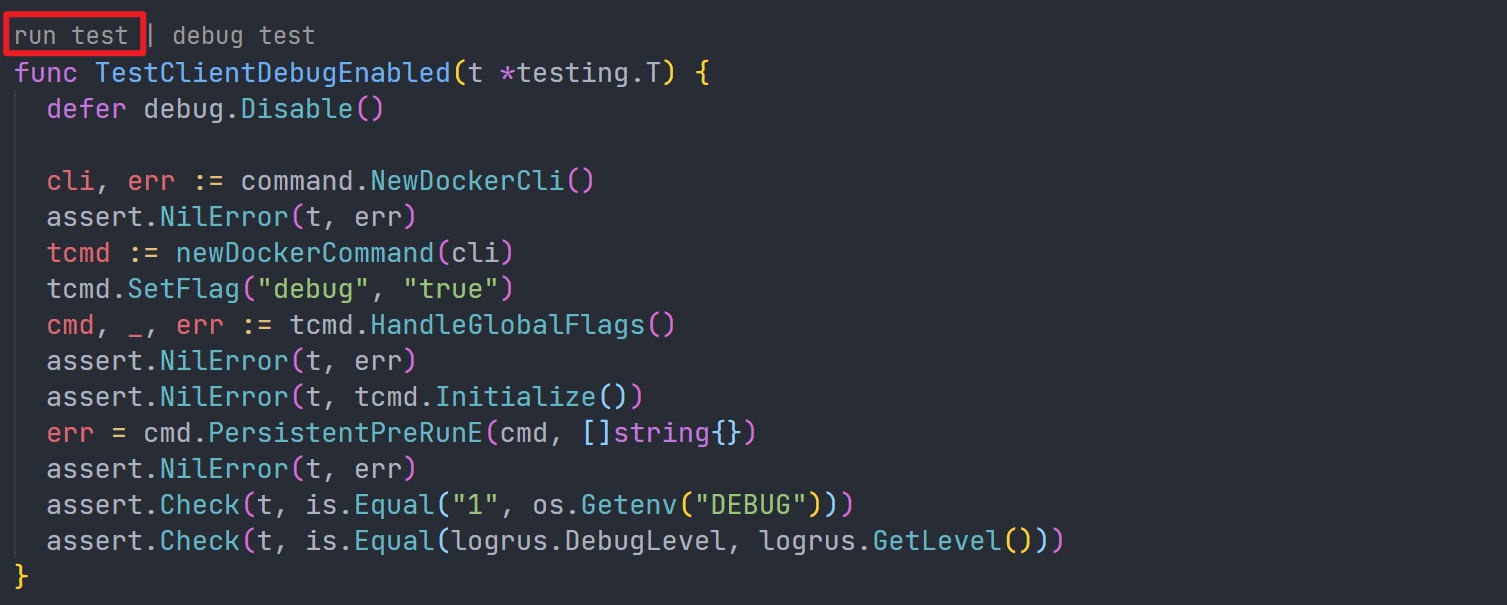 run test | debug test
func TestClientDebugEnabled(t *testing.T) {
  defer debug.Disable()

  cli, err := command.NewDockerCli()
  assert.NilError(t, err)
  tcmd := newDockerCommand(cli)
  tcmd.SetFlag("debug", "true")
  cmd, _, err := tcmd.HandleGlobalFlags()
  assert.NilError(t, err)
  assert.NilError(t, tcmd.Initialize())
  err = cmd.PersistentPreRunE(cmd, []string{})
  assert.NilError(t, err)
  assert.Check(t, is.Equal("1", os.Getenv("DEBUG")))
  assert.Check(t, is.Equal(logrus.DebugLevel, logrus.GetLevel()))
}